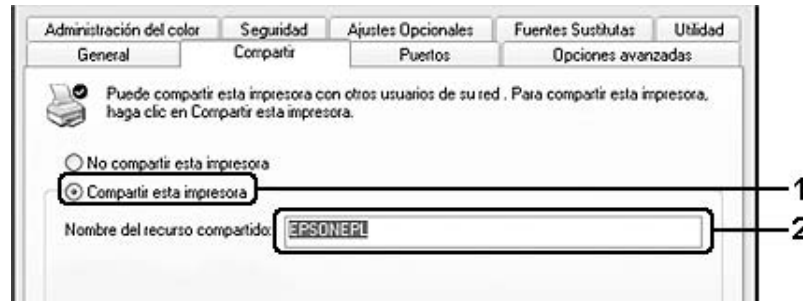 Administración del color Seguridad Ajustes Opcionales Fuentes Sustitutas Utilidad
General Compartir Puertos Opciones avanzadas
Puede compartir esta impresora con otros usuarios de su red . Para compartir esta impresora,
haga clic en Compartir esta impresora.
No compartir esta impresora
Compartir esta impresora 1
Nombre del recurso compartido: EPSONEPL 2